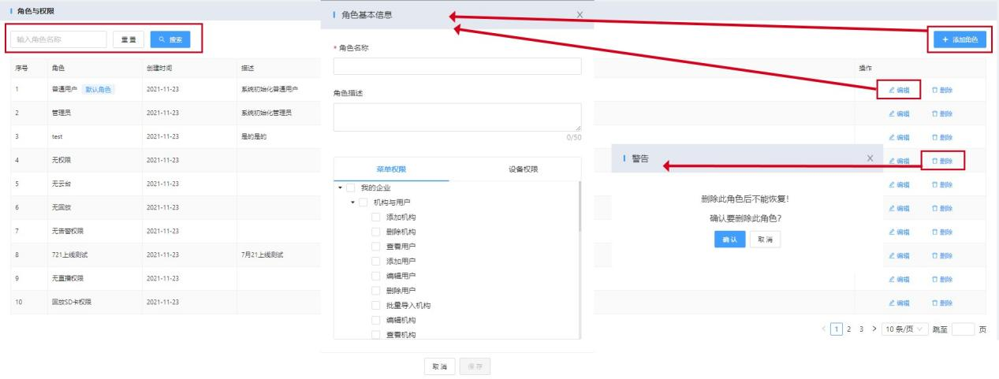 角色与权限
输入角色名称 重置 搜索
+ 添加角色
序号 角色 创建时间 描述 操作
1 普通用户 默认角色 2021-11-23 系统初始化普通用户 编辑 删除
2 管理员 2021-11-23 系统初始化管理员 编辑 删除
3 test 2021-11-23 是的是的 编辑 删除
4 无权限 2021-11-23 编辑 删除
5 无云台 2021-11-23 编辑 删除
6 无回放 2021-11-23 编辑 删除
7 无告警权限 2021-11-23 编辑 删除
8 721上线测试 2021-11-23 7月21上线测试 编辑 删除
9 无直播权限 2021-11-23 编辑 删除
10 回放SD卡权限 2021-11-23 编辑 删除
< 1 2 3 > 10 条/页 跳至 页
角色基本信息 X
* 角色名称
角色描述
0/50
菜单权限 设备权限
我的企业
机构与用户
添加机构
删除机构
查看用户
添加用户
编辑用户
删除用户
批量导入机构
编辑机构
查看机构
取消 保存
警告 X
删除此角色后不能恢复!
确认要删除此角色?
确认 取消